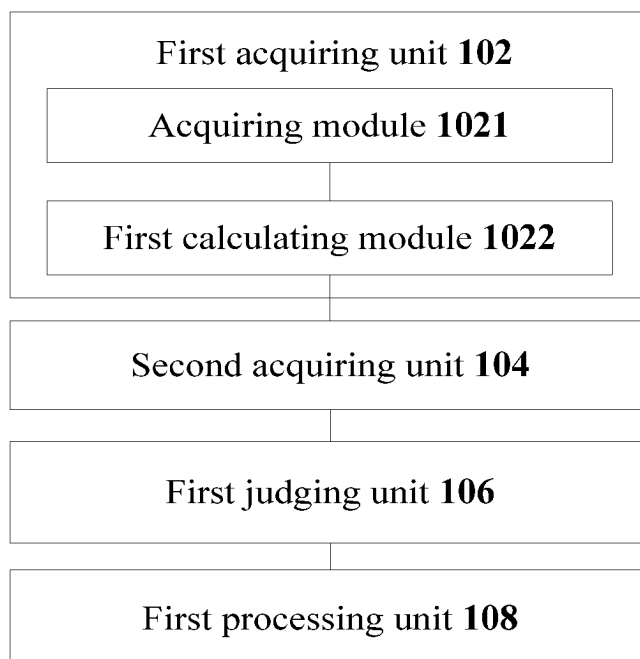 First acquiring unit 102
Acquiring module 1021
First calculating module 1022
Second acquiring unit 104
First judging unit 106
First processing unit 108